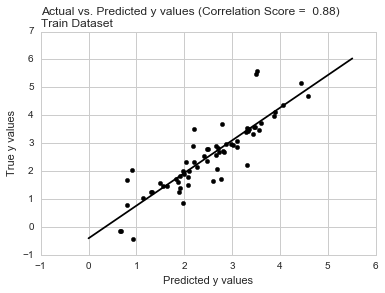 Actual vs. Predicted y values (Correlation Score =  0.88)
Train Dataset
7
6
5
4
3
2
1
0
−1
True y values
−1 0 1 2 3 4 5 6
Predicted y values